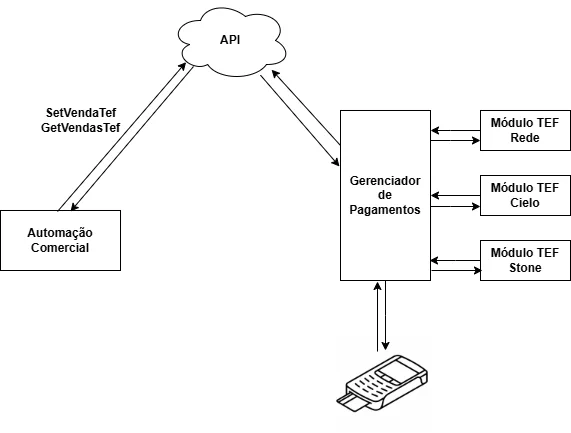 API
SetVendaTef
GetVendasTef
Automação
Comercial
Gerenciador
de
Pagamentos
Módulo TEF
Rede
Módulo TEF
Cielo
Módulo TEF
Stone